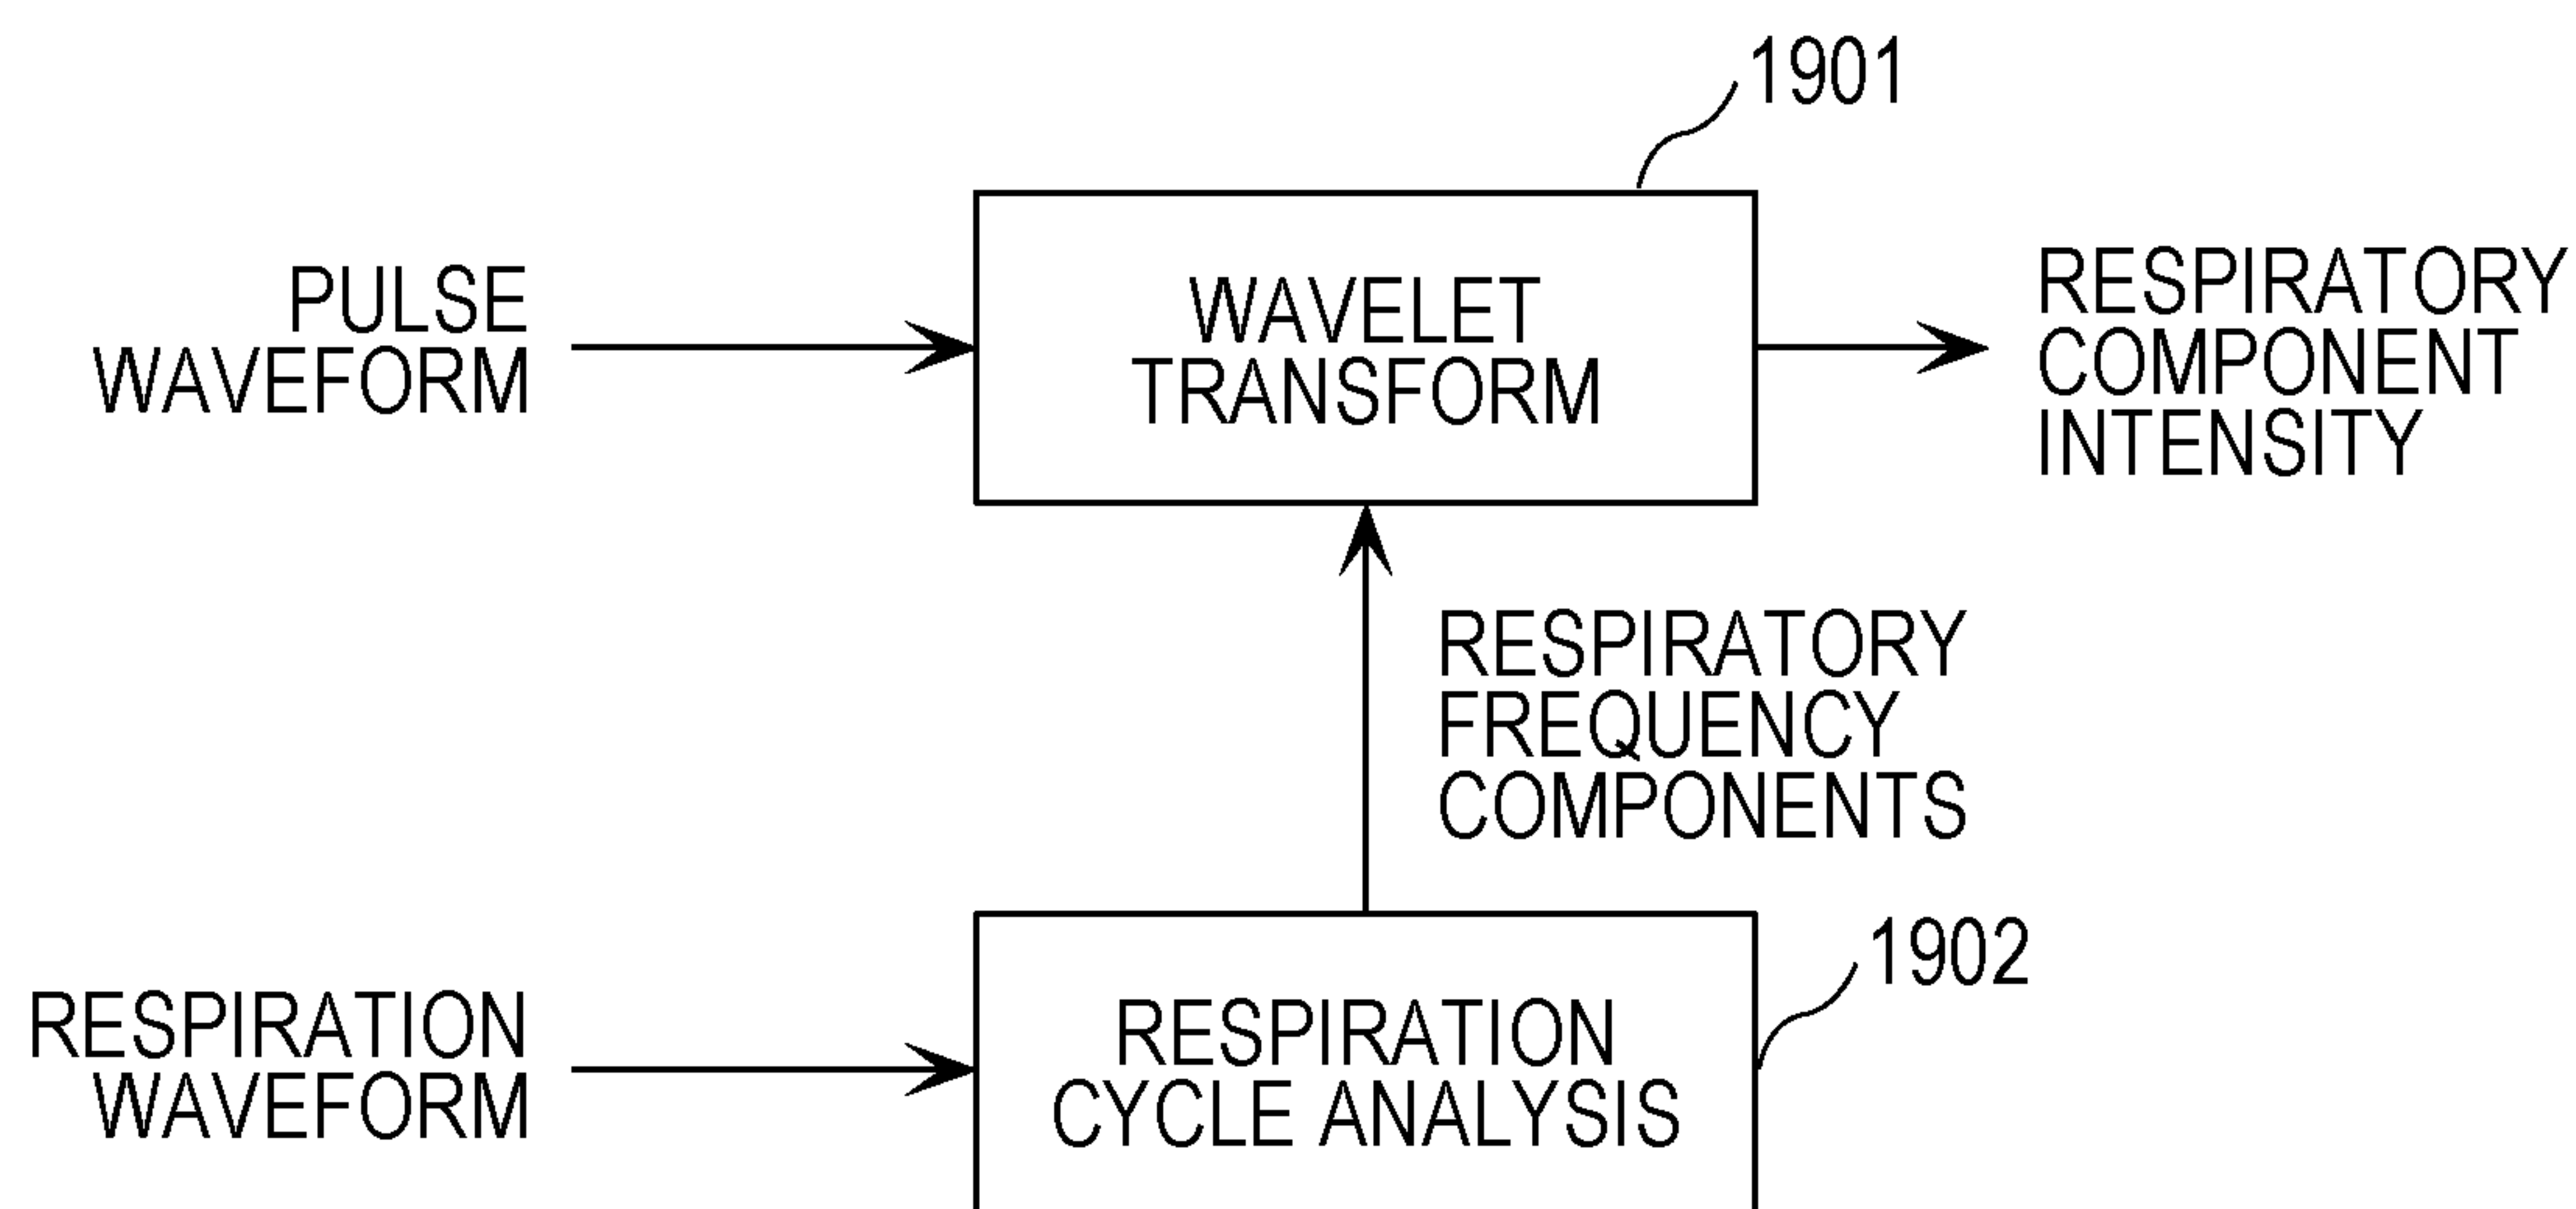 1901
PULSE
WAVEFORM
WAVELET
TRANSFORM
RESPIRATORY
COMPONENT
INTENSITY
RESPIRATORY
FREQUENCY
COMPONENTS
1902
RESPIRATION
WAVEFORM
RESPIRATION
CYCLE ANALYSIS